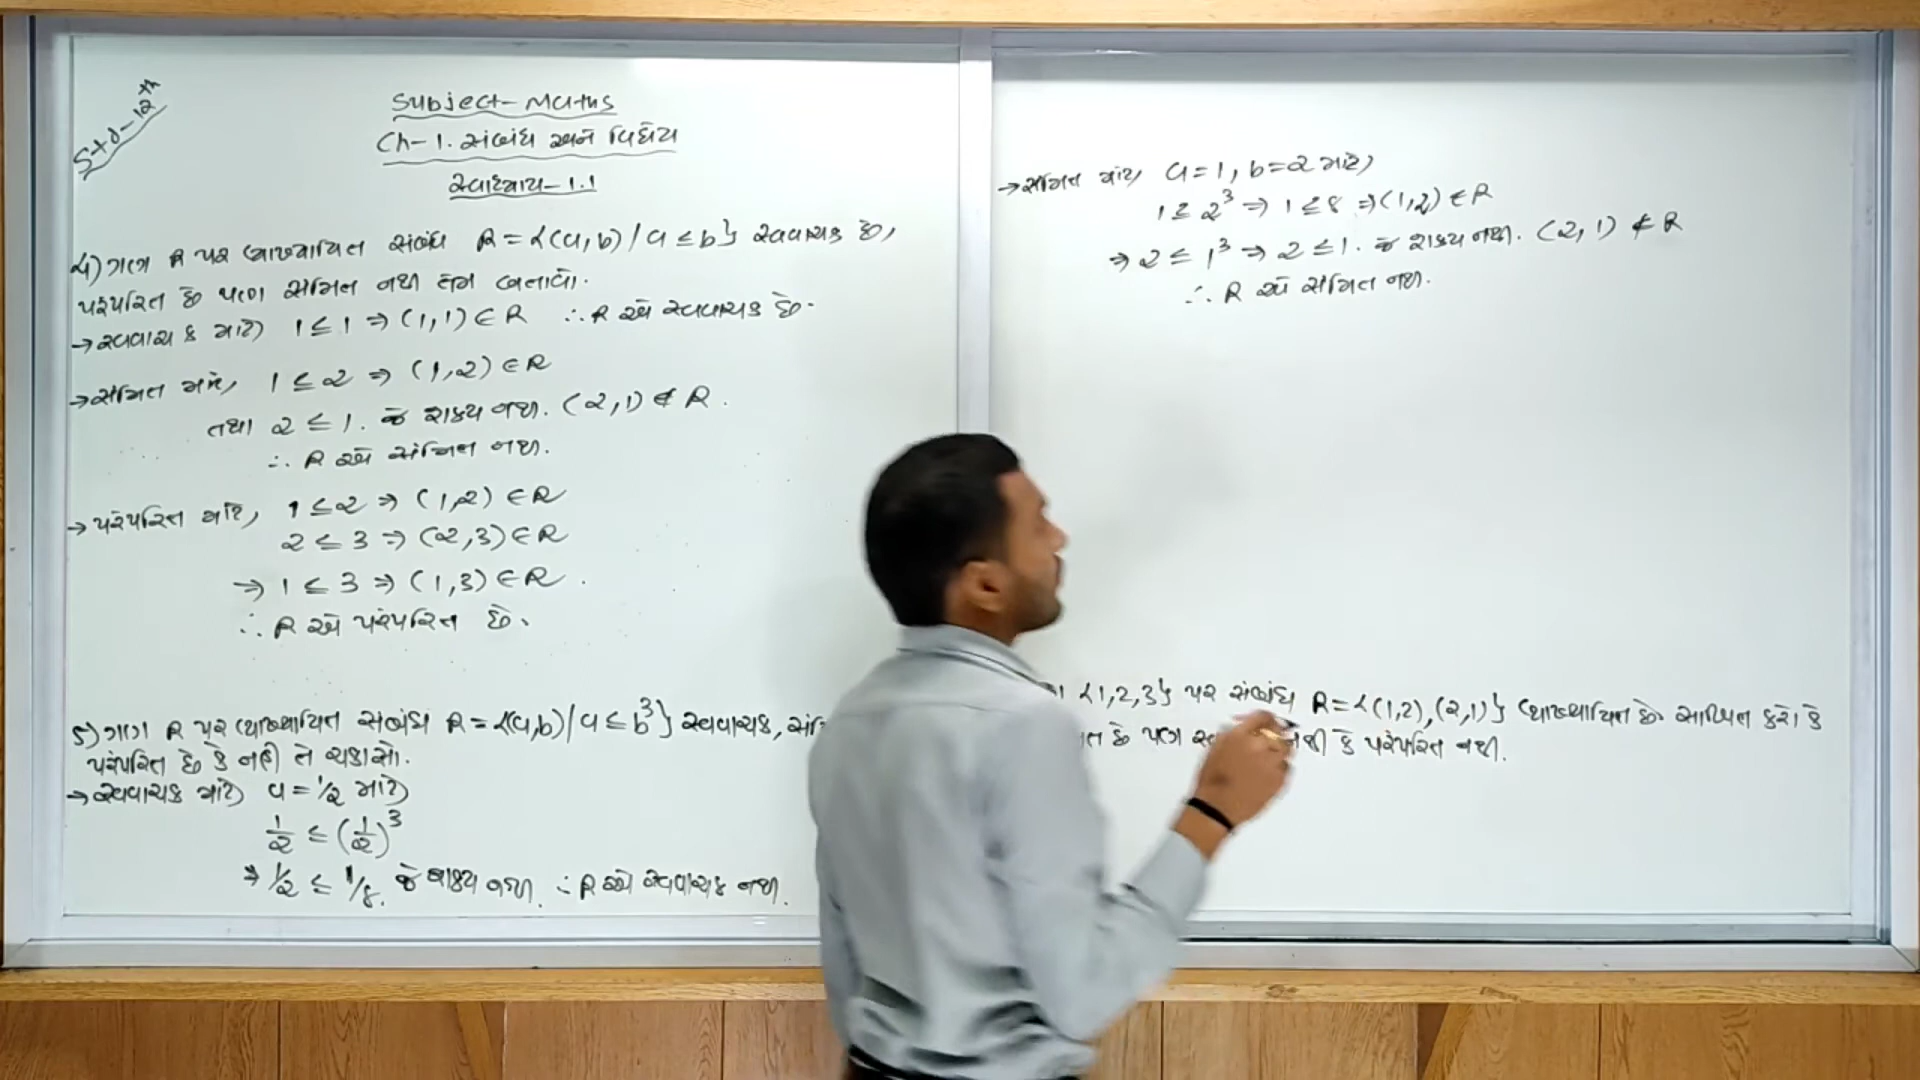 Std-12th
Subject-Maths
Ch-1. સંબંધ અને વિધેય
સ્વાધ્યાય-1.1
4) ગણ R પર વ્યાખ્યાયિત સંબંધ R = {(a,b) / a ≤ b} સ્વવાચક છે,
પરંપરિત છે પણ સંમિત નથી તેમ બતાવો.
→ સ્વવાચક માટે) 1 ≤ 1 ⇒ (1,1) ∈ R ∴ R એ સ્વવાચક છે.
→ સંમિત માટે, 1 ≤ 2 ⇒ (1,2) ∈ R
તથા 2 ≤ 1. જે શક્ય નથી. (2,1) ∉ R.
∴ R એ સંમિત નથી.
→ પરંપરિત માટે, 1 ≤ 2 ⇒ (1,2) ∈ R
2 ≤ 3 ⇒ (2,3) ∈ R
⇒ 1 ≤ 3 ⇒ (1,3) ∈ R.
∴ R એ પરંપરિત છે.
5) ગણ R પર વ્યાખ્યાયિત સંબંધ R = {(a,b) / a ≤ b³} સ્વવાચક,
પરંપરિત છે કે નહી તે ચકાસો.
→ સ્વવાચક માટે) a = 1/2 માટે)
1/2 ≤ (1/2)³
⇒ 1/2 ≤ 1/8. જે શક્ય નથી. ∴ R એ સ્વવાચક નથી.
→ સંમિત માટે, a = 1, b = 2 માટે)
1 ≤ 2³ ⇒ 1 ≤ 8 ⇒ (1,2) ∈ R
⇒ 2 ≤ 1³ ⇒ 2 ≤ 1. જે શક્ય નથી. (2,1) ∉ R
∴ R એ સંમિત નથી.
{1,2,3} પર સંબંધ R = {(1,2),(2,1)} વ્યાખ્યાયિત છે. સાબિત કરો કે
છે પણ નથી કે પરંપરિત નથી.